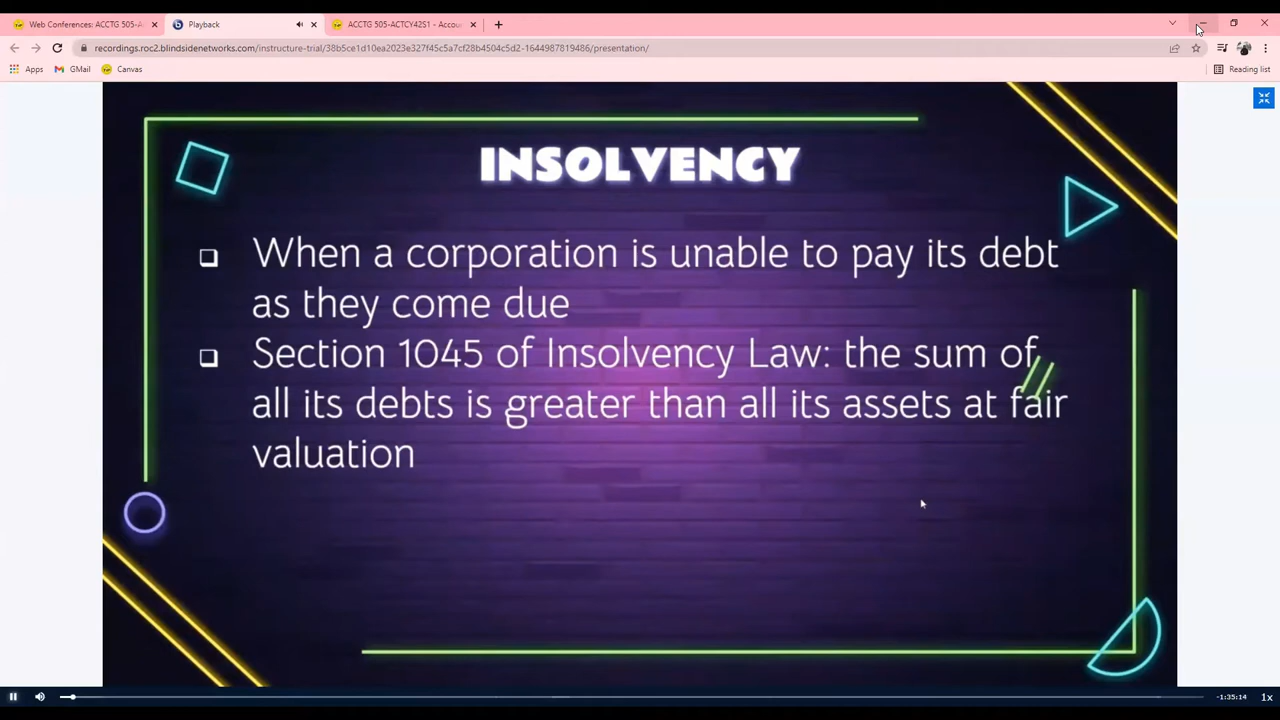 Web Conferences: ACCTG 505-A
Playback
ACCTG 505-ACTCY42S1 - Accou
recordings.roc2.blindsidenetworks.com/instructure-trial/38b5ce1d10ea2023e327f45c5a7cf28b4504c5d2-1644987819486/presentation/
Apps GMail Canvas Reading list
INSOLVENCY
When a corporation is unable to pay its debt
as they come due
Section 1045 of Insolvency Law: the sum of
all its debts is greater than all its assets at fair
valuation
-1:35:14 1x